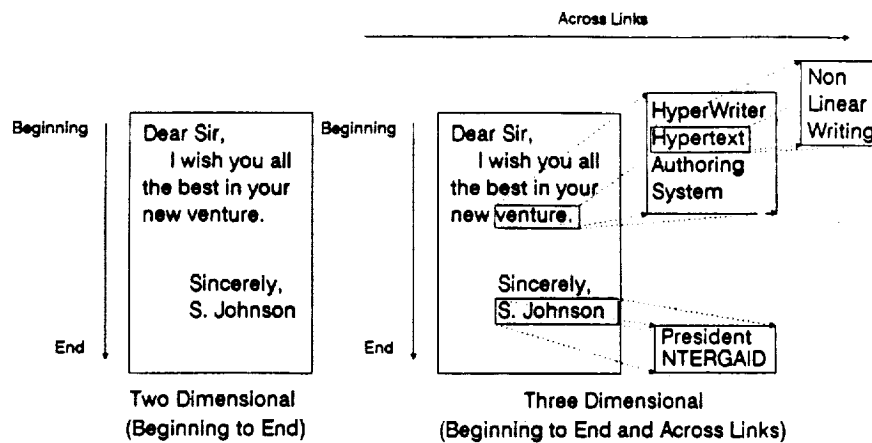 Across Links
Beginning
Dear Sir,
I wish you all
the best in your
new venture.
Sincerely,
S. Johnson
End
Two Dimensional
(Beginning to End)
Beginning
Dear Sir,
I wish you all
the best in your
new venture.
Sincerely,
S. Johnson
End
HyperWriter
Hypertext
Authoring
System
Non
Linear
Writing
President
NTERGAID
Three Dimensional
(Beginning to End and Across Links)